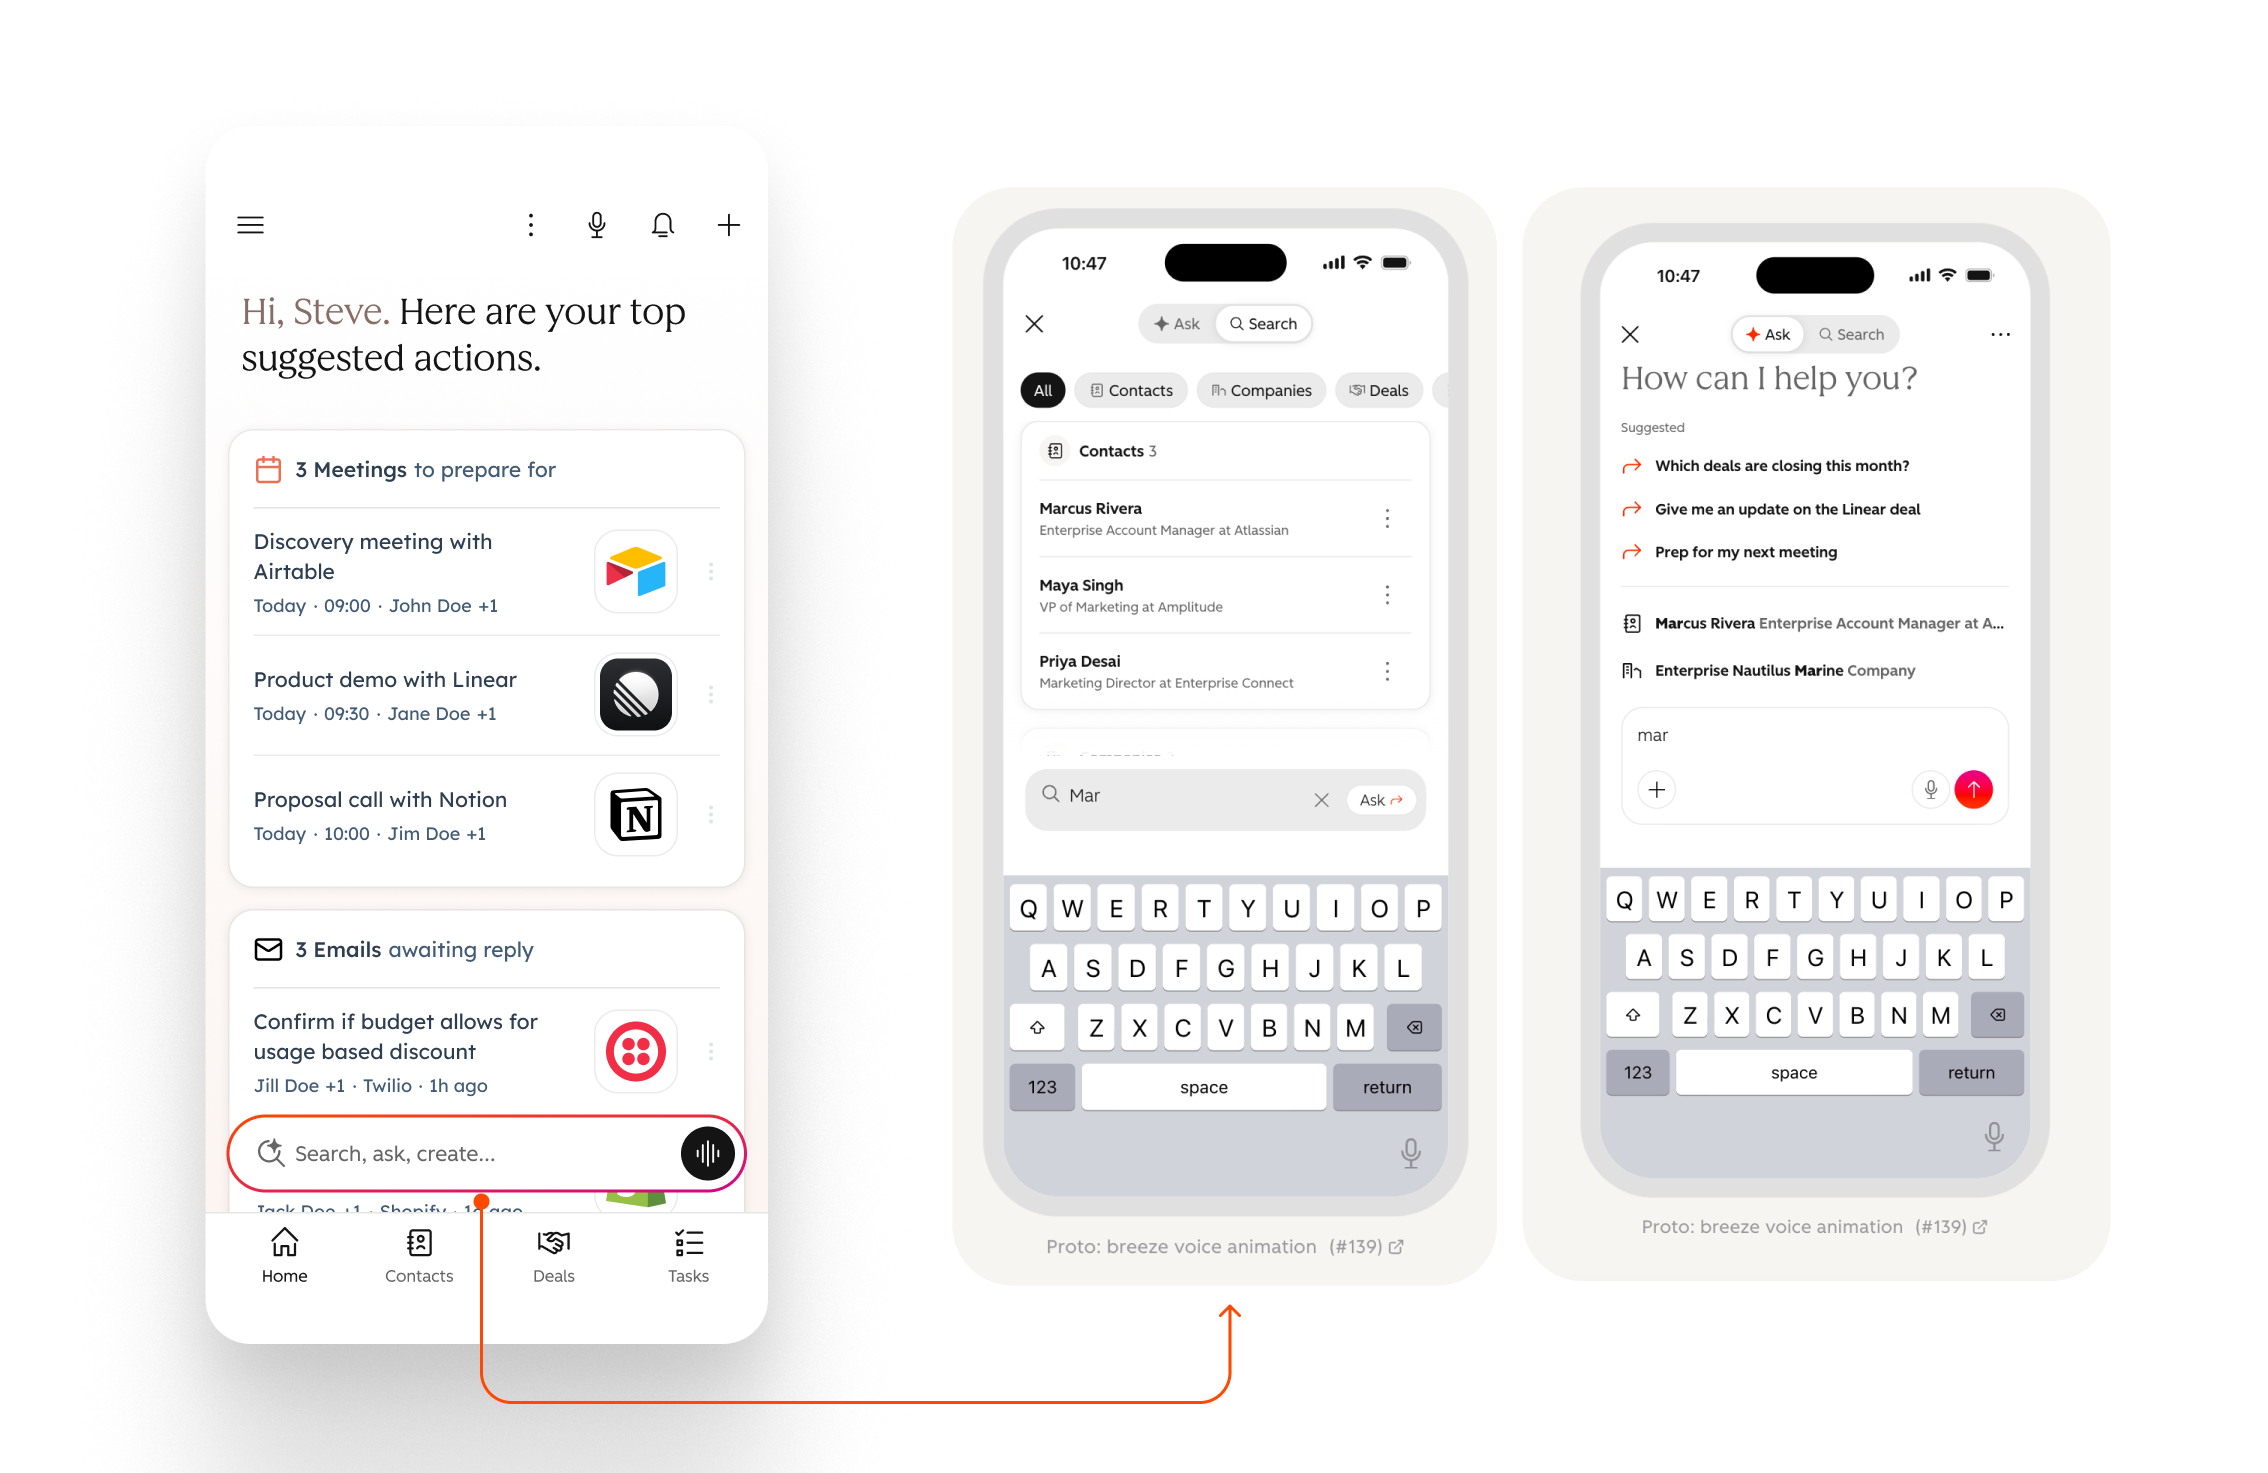 Hi, Steve. Here are your top
suggested actions.
3 Meetings to prepare for
Discovery meeting with
Airtable
Today · 09:00 · John Doe +1
Product demo with Linear
Today · 09:30 · Jane Doe +1
Proposal call with Notion
Today · 10:00 · Jim Doe +1
N
3 Emails awaiting reply
Confirm if budget allows for
usage based discount
Jill Doe +1 · Twilio · 1h ago
Search, ask, create...
Jack Doe +1 · Shopify · 1d ago
Home
Contacts
Deals
Tasks
10:47
Ask
Search
All
Contacts
Companies
Deals
Contacts 3
Marcus Rivera
Enterprise Account Manager at Atlassian
Maya Singh
VP of Marketing at Amplitude
Priya Desai
Marketing Director at Enterprise Connect
Mar
Ask
Q W E R T Y U I O P
A S D F G H J K L
Z X C V B N M
123 space return
Proto: breeze voice animation (#139)
10:47
Ask
Search
How can I help you?
Suggested
Which deals are closing this month?
Give me an update on the Linear deal
Prep for my next meeting
Marcus Rivera Enterprise Account Manager at A...
Enterprise Nautilus Marine Company
mar
Q W E R T Y U I O P
A S D F G H J K L
Z X C V B N M
123 space return
Proto: breeze voice animation (#139)